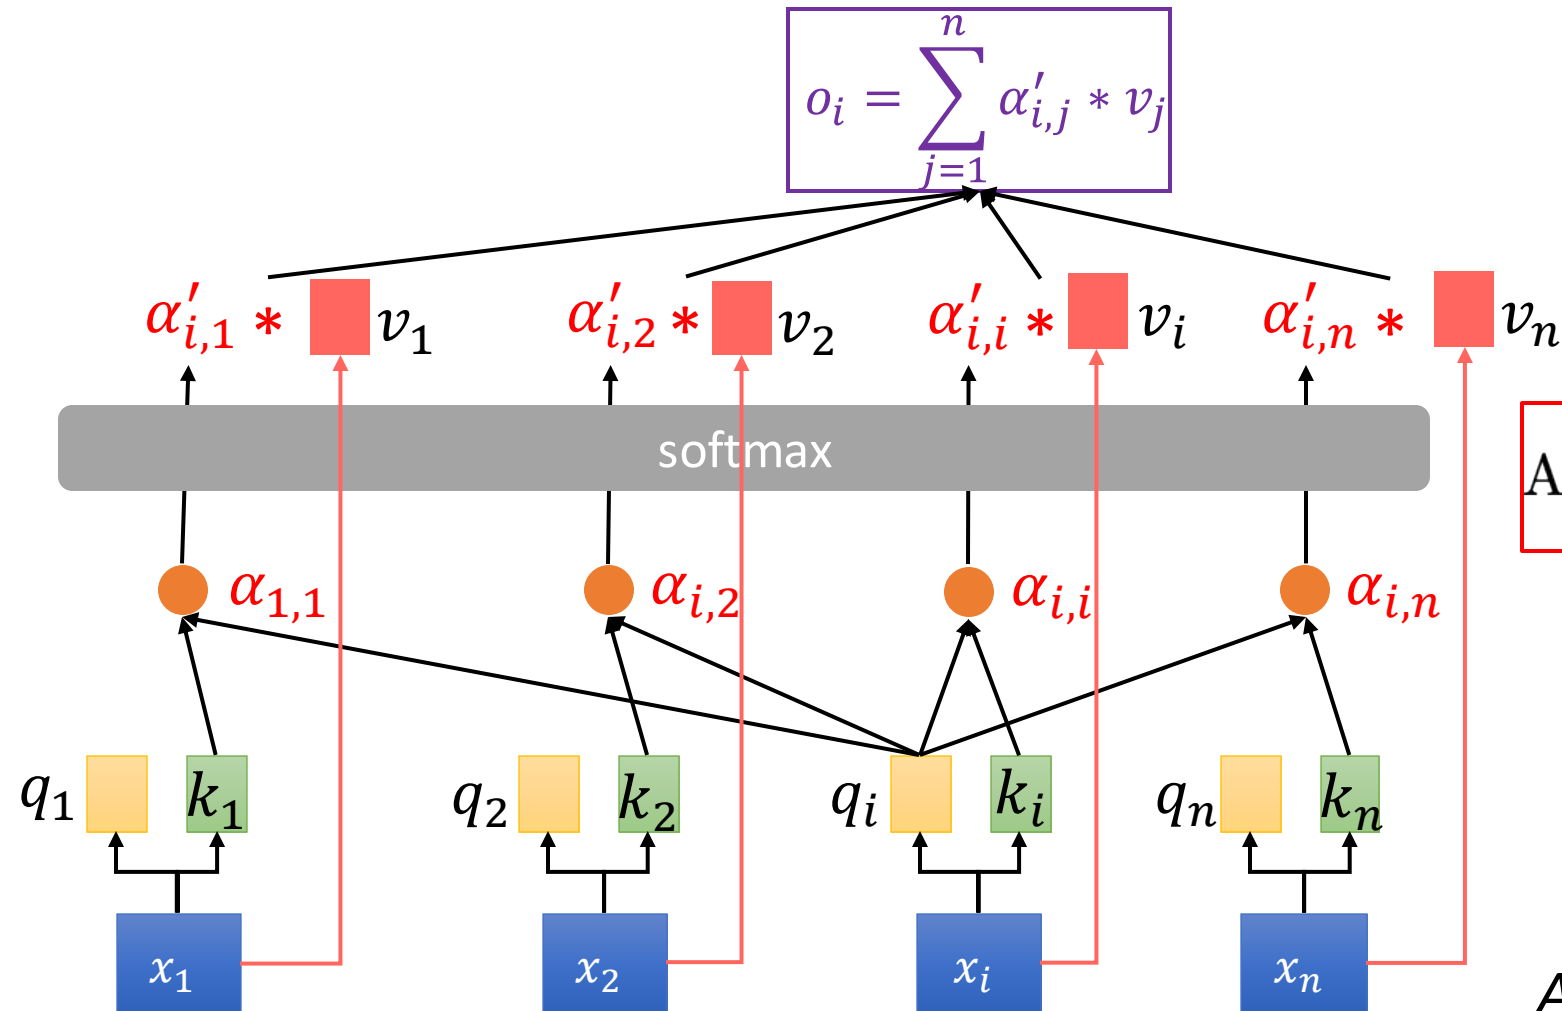 n
o_i = ∑ α′_{i,j} * v_j
j=1
α′_{i,1} * v_1 α′_{i,2} * v_2 α′_{i,i} * v_i α′_{i,n} * v_n
softmax
A
α_{1,1} α_{i,2} α_{i,i} α_{i,n}
q_1 k_1 q_2 k_2 q_i k_i q_n k_n
x_1 x_2 x_i x_n
A